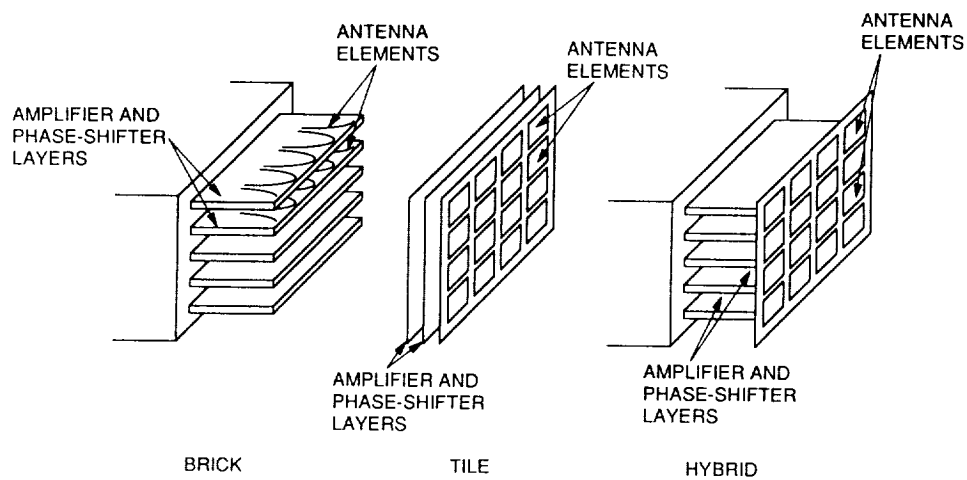 ANTENNA
ELEMENTS
AMPLIFIER AND
PHASE-SHIFTER
LAYERS
BRICK
ANTENNA
ELEMENTS
AMPLIFIER AND
PHASE-SHIFTER
LAYERS
TILE
ANTENNA
ELEMENTS
AMPLIFIER AND
PHASE-SHIFTER
LAYERS
HYBRID